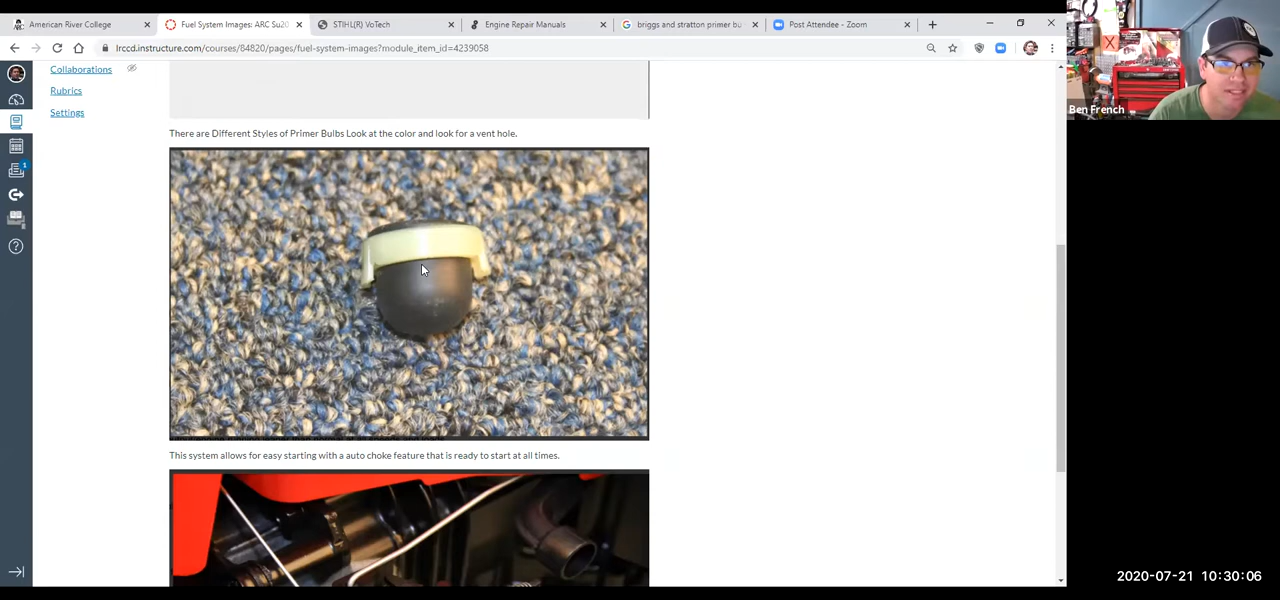 American River College
Fuel System Images: ARC Su20
STIHL(R) VoTech
Engine Repair Manuals
briggs and stratton primer bu
Post Attendee - Zoom
lrccd.instructure.com/courses/84820/pages/fuel-system-images?module_item_id=4239058
Collaborations
Rubrics
Settings
1
There are Different Styles of Primer Bulbs Look at the color and look for a vent hole.
This system allows for easy starting with a auto choke feature that is ready to start at all times.
Ben French
2020-07-21 10:30:06